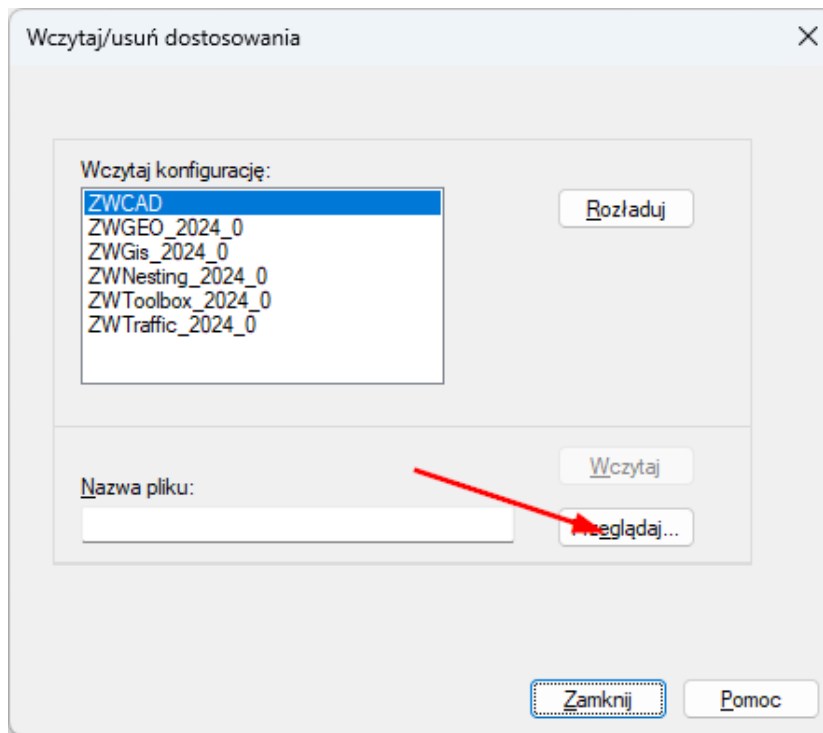 Wczytaj/usuń dostosowania
Wczytaj konfigurację:
ZWCAD
ZWGEO_2024_0
ZWGis_2024_0
ZWNesting_2024_0
ZWToolbox_2024_0
ZWTraffic_2024_0
Rozładuj
Wczytaj
Nazwa pliku:
Przeglądaj...
Zamknij
Pomoc